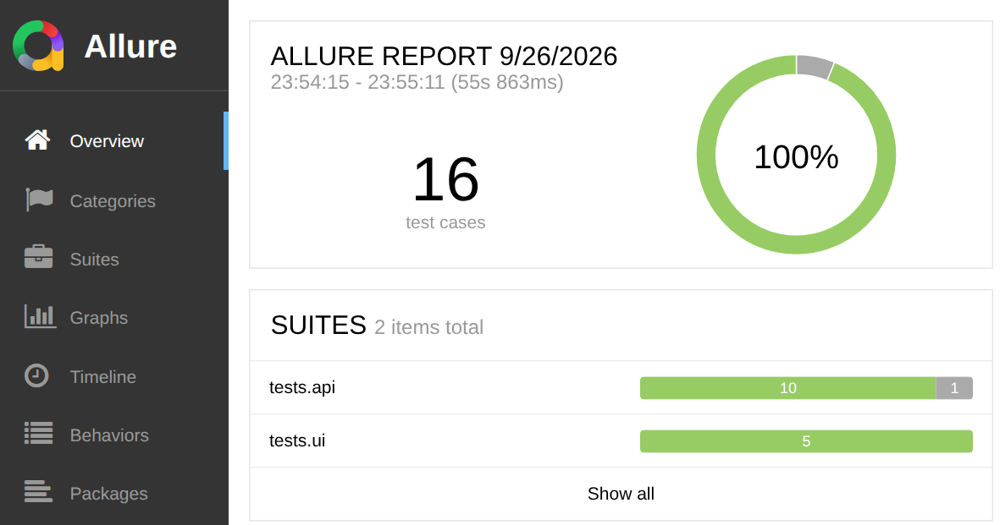 Allure
Overview
Categories
Suites
Graphs
Timeline
Behaviors
Packages
ALLURE REPORT 9/26/2026
23:54:15 - 23:55:11 (55s 863ms)
16
test cases
100%
SUITES 2 items total
tests.api 10 1
tests.ui 5
Show all